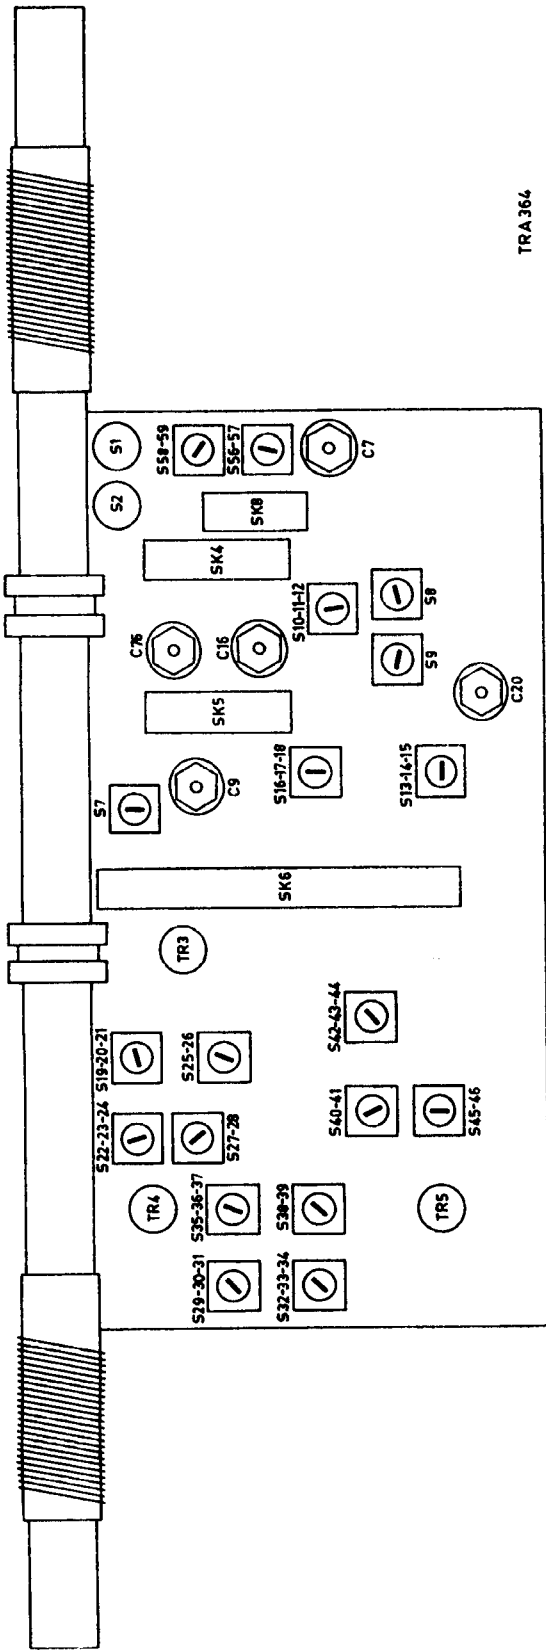 S1
S2
S58-59
S56-57
C7
SK8
SK4
C76
C16
S10-11-12
S8
S9
SK5
C20
S7
C9
S16-17-18
S13-14-15
SK6
TR3
S19-20-21
S25-26
S42-43-44
S22-23-24
S27-28
S40-41
S45-46
TR4
S35-36-37
S38-39
TR5
S29-30-31
S32-33-34
TRA364